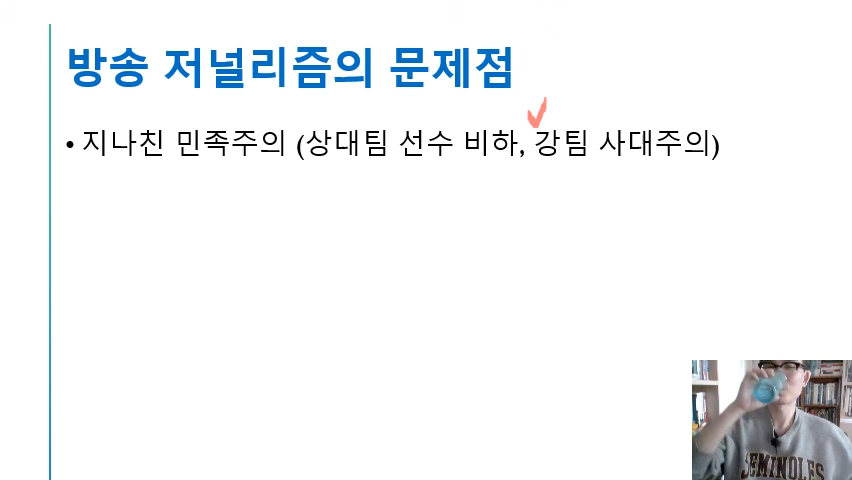 방송 저널리즘의 문제점
• 지나친 민족주의 (상대팀 선수 비하, 강팀 사대주의)
SEMINOLES